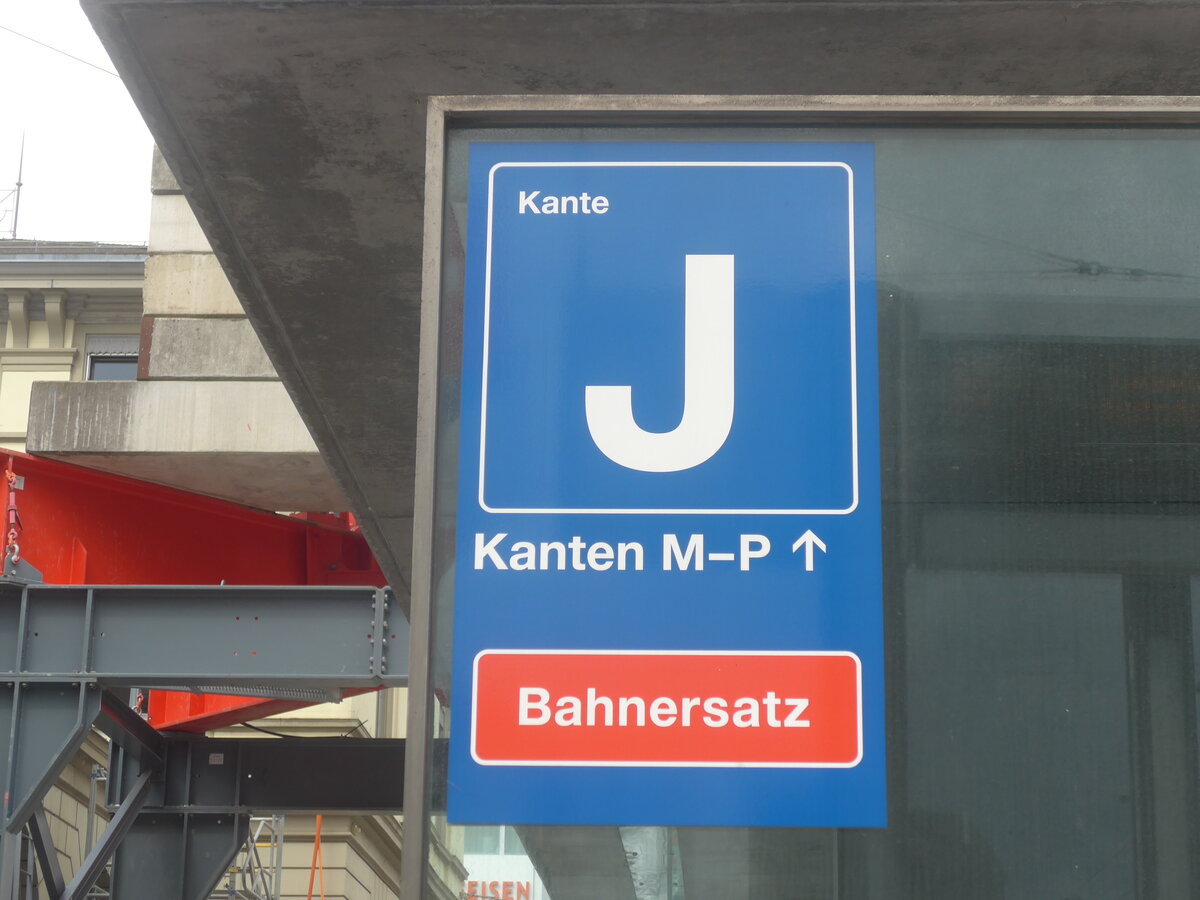 Kante
J
Kanten M–P ↑
Bahnersatz
EISEN